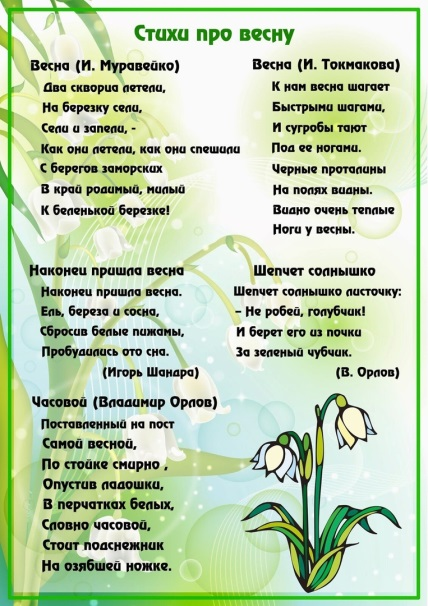 Стихи про весну
Весна (И. Муравейко)
Два скворца летели,
На березку сели,
Сели и запели, -
Как они летели, как они спешили
С берегов заморских
В край родимый, милый
К беленькой березке!
Весна (И. Токмакова)
К нам весна шагает
Быстрыми шагами,
И сугробы тают
Под ее ногами.
Черные проталины
На полях видны.
Видно очень теплые
Ноги у весны.
Наконец пришла весна
Наконец пришла весна.
Ель, береза и сосна,
Сбросив белые пижамы,
Пробудились ото сна.
(Игорь Шандра)
Шепчет солнышко
Шепчет солнышко листочку:
– Не робей, голубчик!
И берет его из почки
За зеленый чубчик.
(В. Орлов)
Часовой (Владимир Орлов)
Поставленный на пост
Самой весной,
По стойке смирно ,
Опустив ладошки,
В перчатках белых,
Словно часовой,
Стоит подснежник
На озябшей ножке.